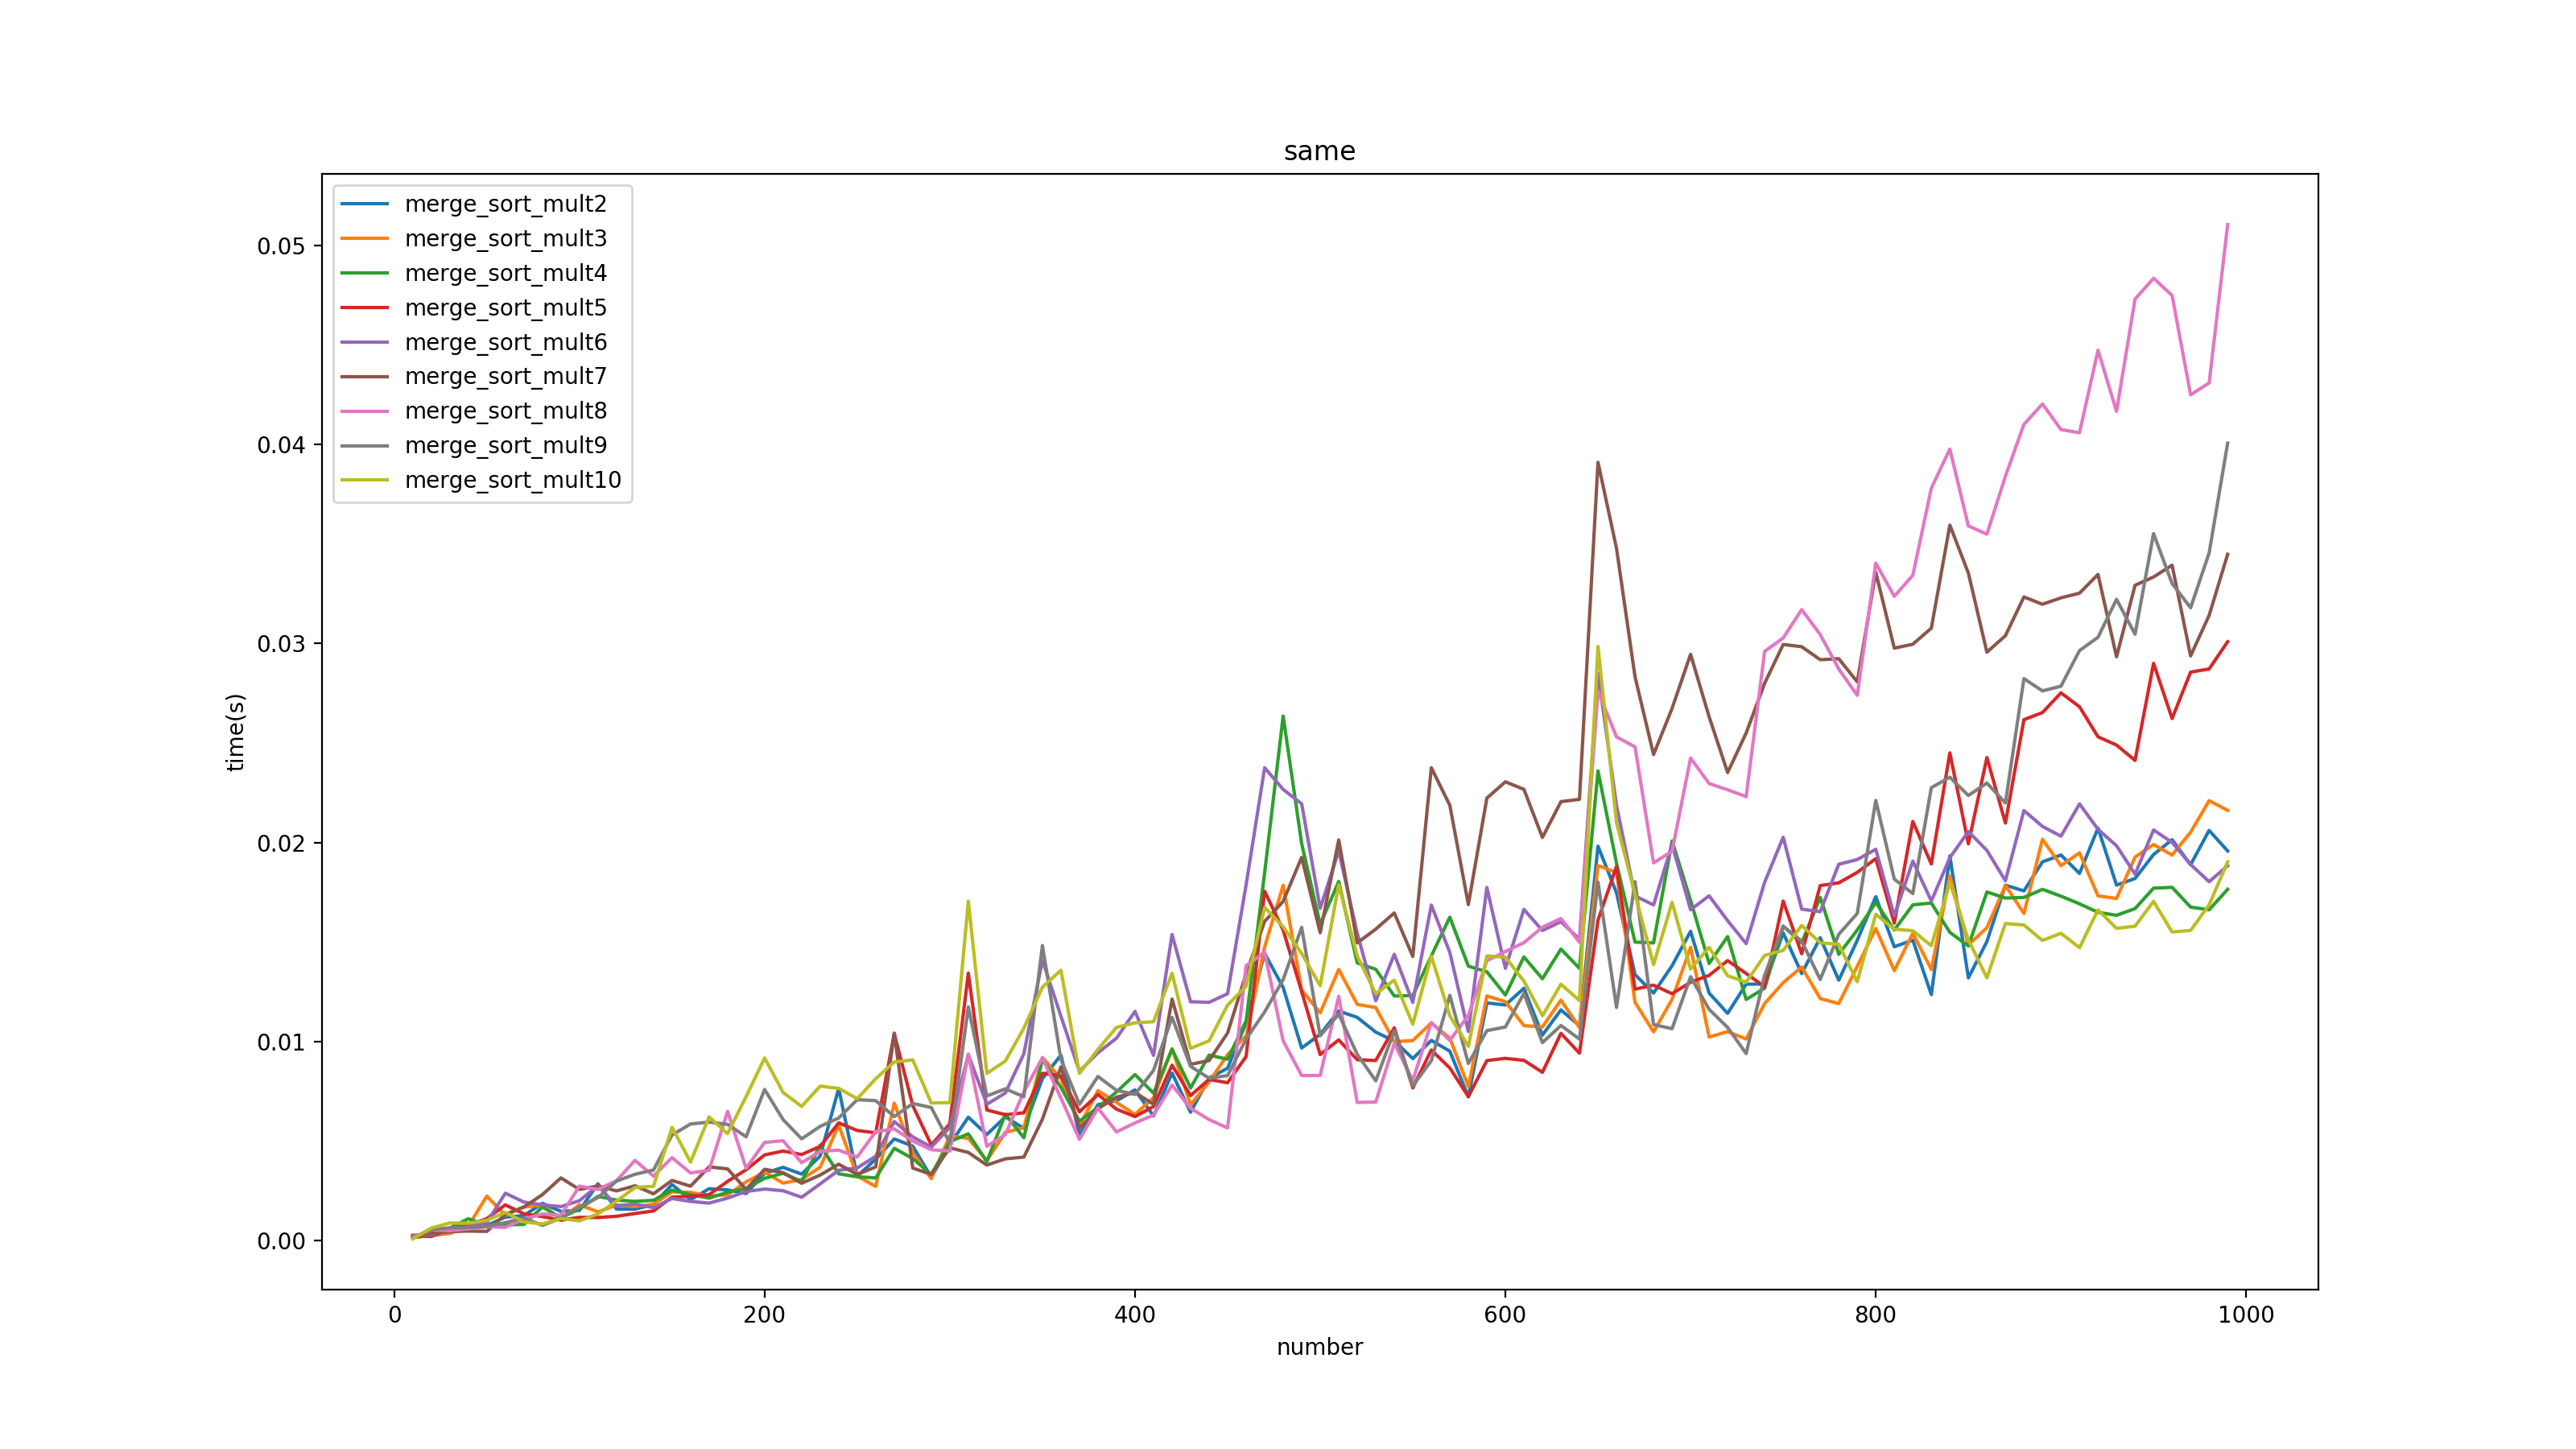 same
merge_sort_mult2
merge_sort_mult3
merge_sort_mult4
merge_sort_mult5
merge_sort_mult6
merge_sort_mult7
merge_sort_mult8
merge_sort_mult9
merge_sort_mult10
time(s)
0.05
0.04
0.03
0.02
0.01
0.00
0 200 400 600 800 1000
number